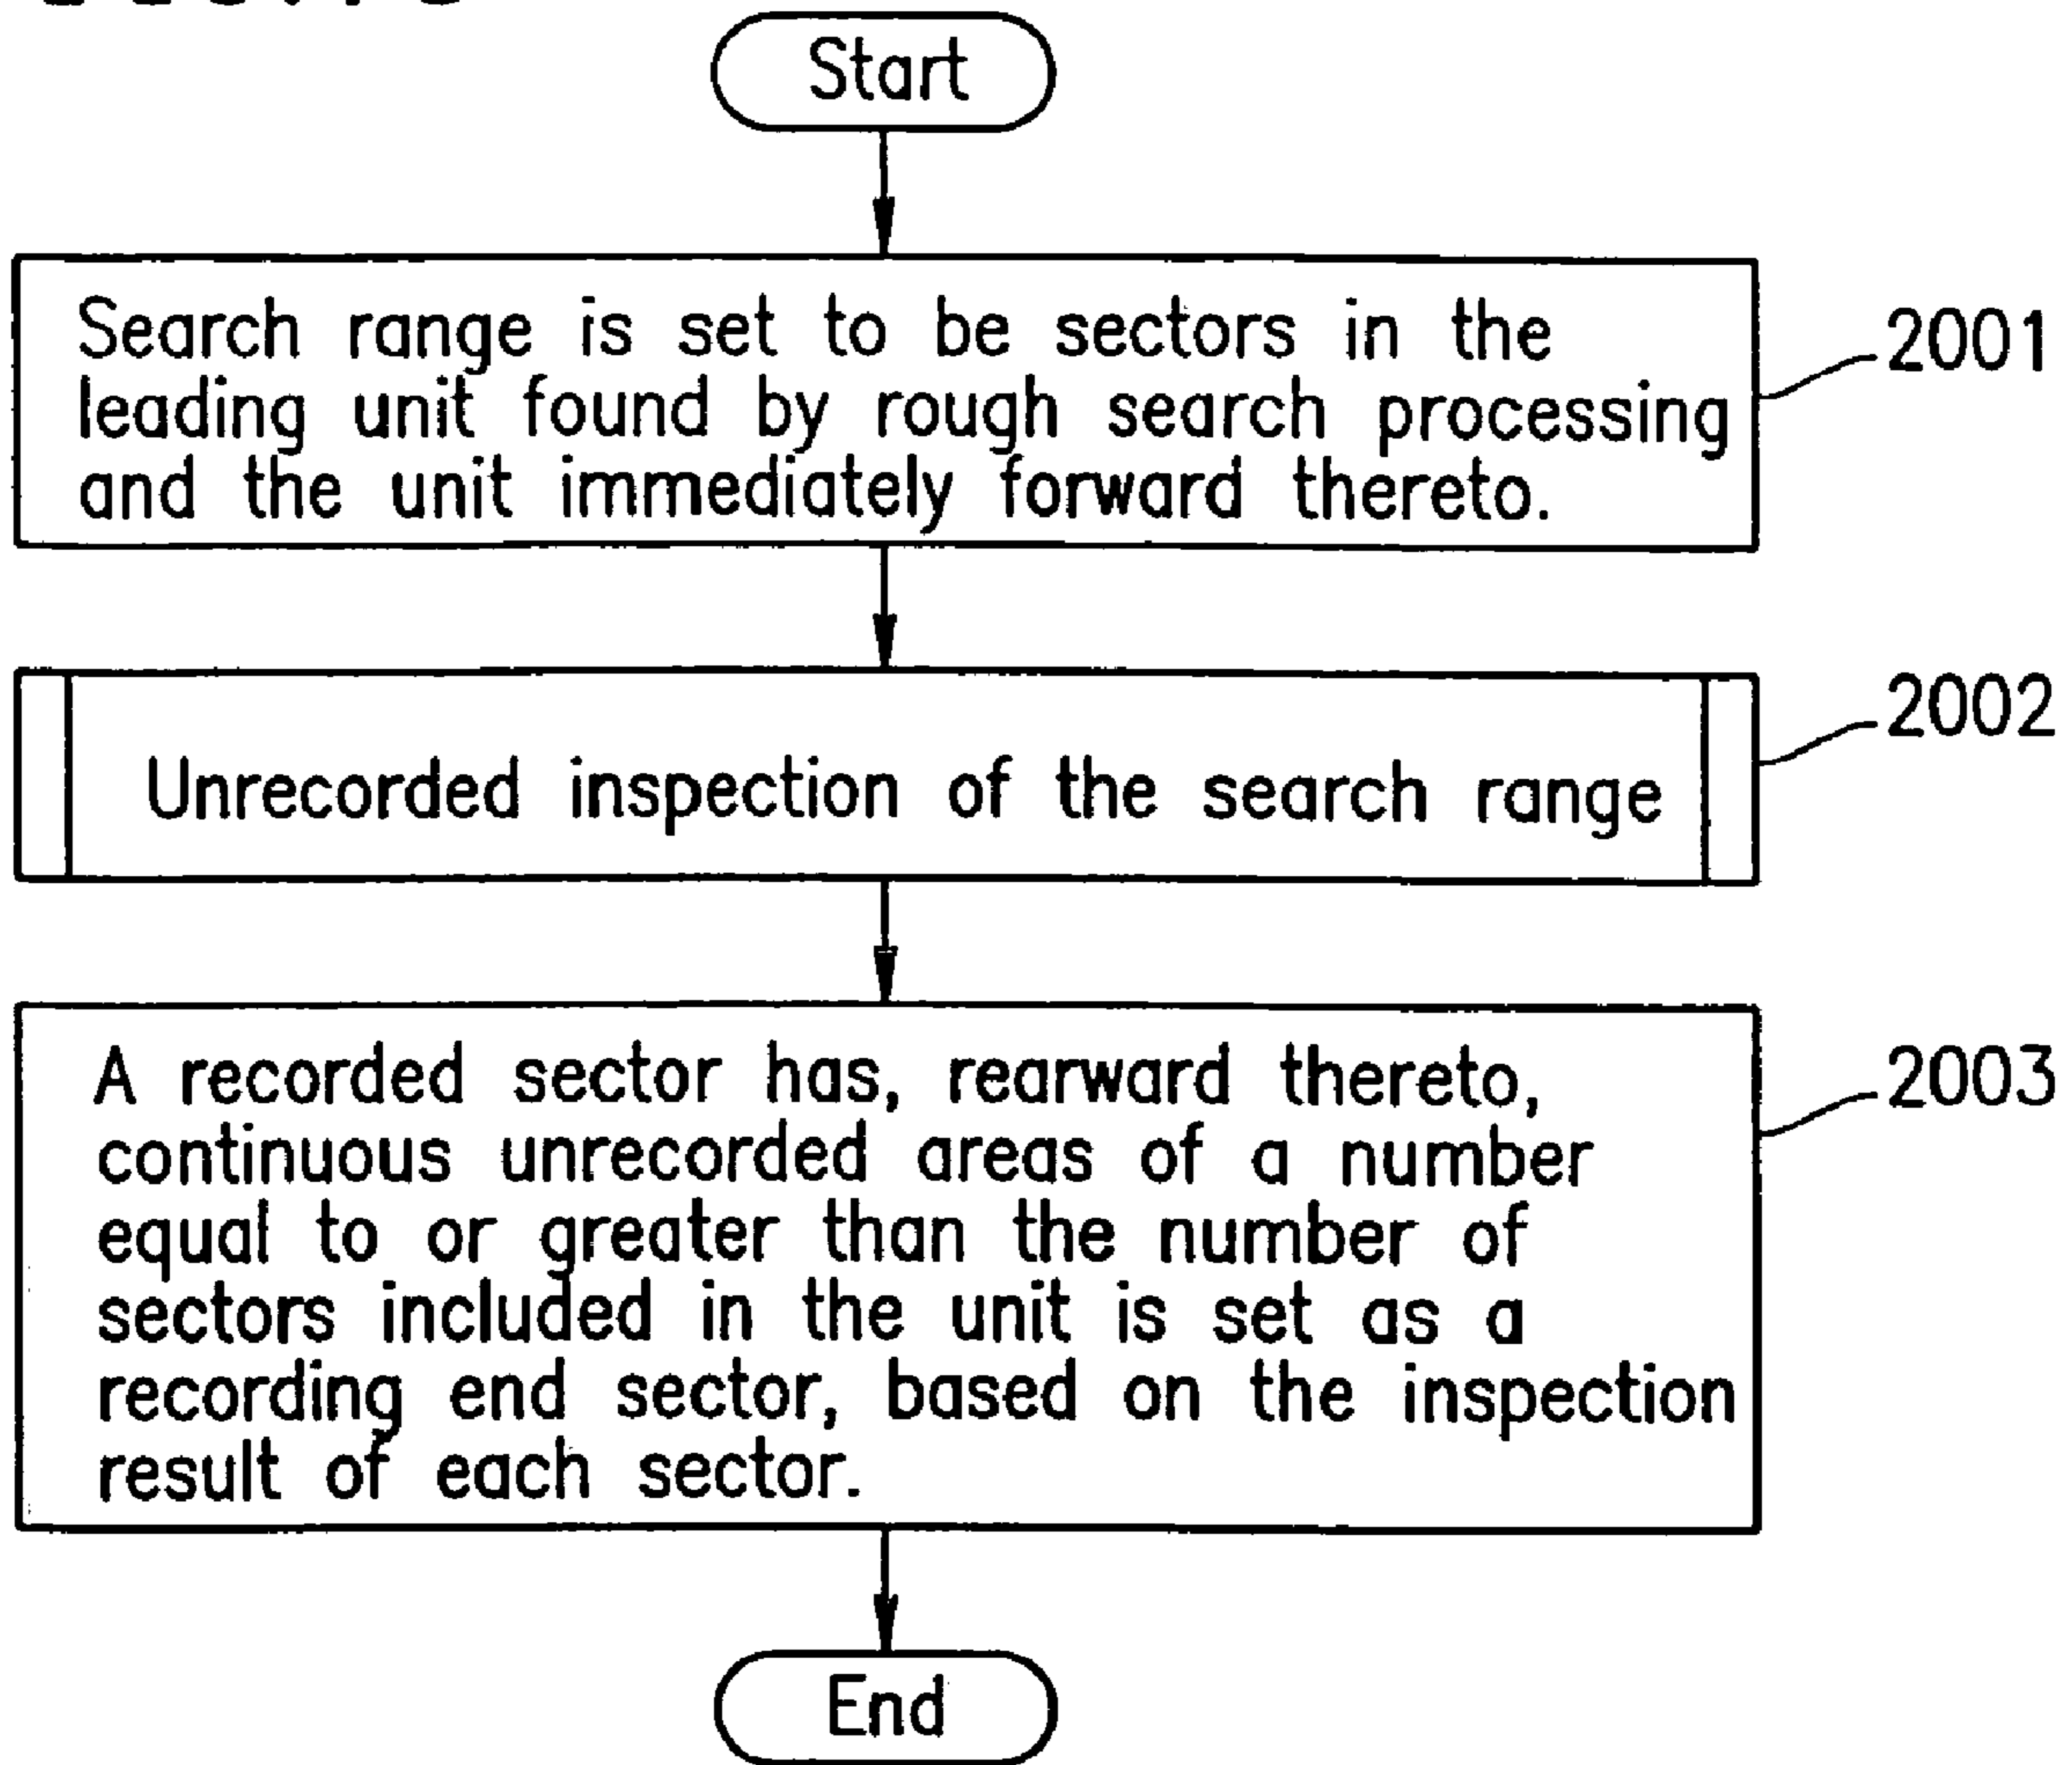 Start
Search range is set to be sectors in the
leading unit found by rough search processing
and the unit immediately forward thereto.
2001
Unrecorded inspection of the search range
2002
A recorded sector has, rearward thereto,
continuous unrecorded areas of a number
equal to or greater than the number of
sectors included in the unit is set as a
recording end sector, based on the inspection
result of each sector.
2003
End